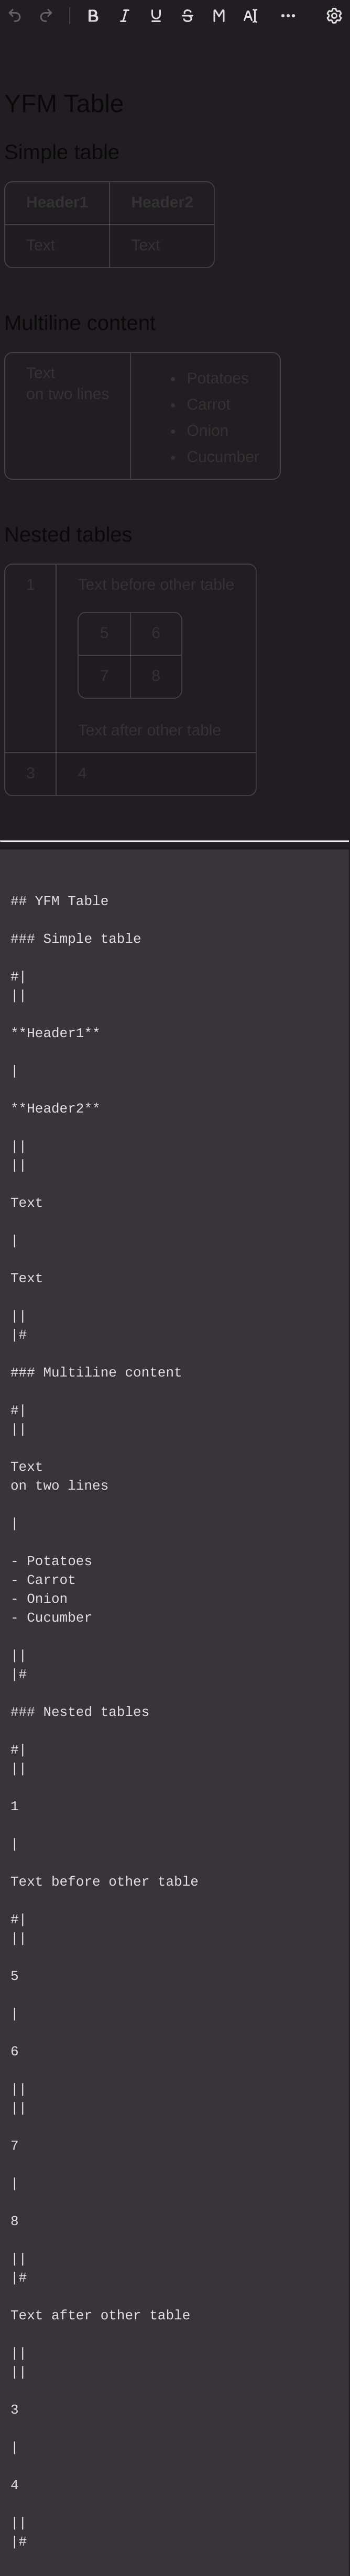 YFM Table
Simple table
Header1 Header2
Text Text
Multiline content
Text
on two lines
• Potatoes
• Carrot
• Onion
• Cucumber
Nested tables
1 Text before other table
5 6
7 8
Text after other table
3 4
## YFM Table
### Simple table
#|
||
**Header1**
|
**Header2**
||
||
Text
|
Text
||
|#
### Multiline content
#|
||
Text
on two lines
|
- Potatoes
- Carrot
- Onion
- Cucumber
||
|#
### Nested tables
#|
||
1
|
Text before other table
#|
||
5
|
6
||
||
7
|
8
||
|#
Text after other table
||
||
3
|
4
||
|#